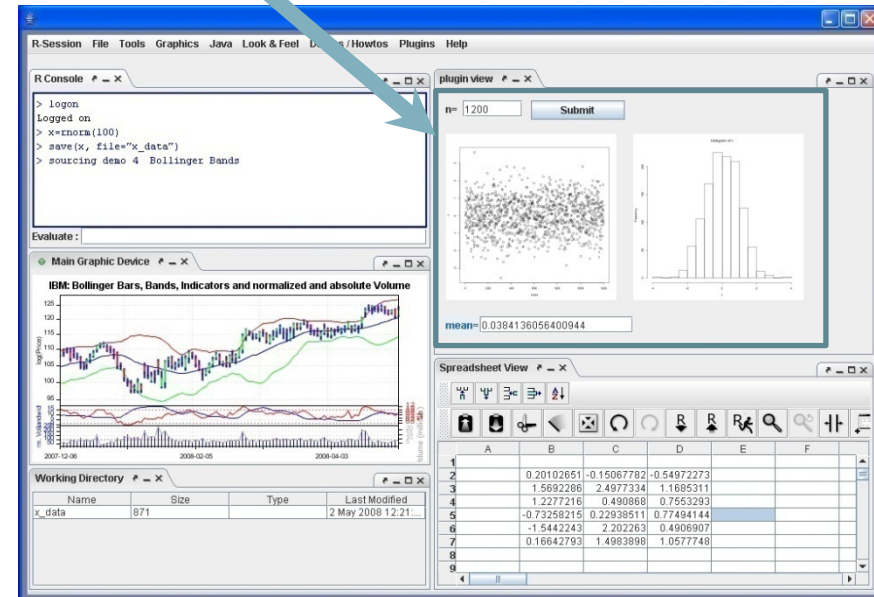 R-Session File Tools Graphics Java Look & Feel /Howtos Plugins Help
R Console
> logon
Logged on
> x=rnorm(100)
> save(x, file="x_data")
> sourcing demo 4 Bollinger Bands
Evaluate :
Main Graphic Device
IBM: Bollinger Bars, Bands, Indicators and normalized and absolute Volume
125
120
115
110
105
100
95
log(Price)
2007-12-06 2008-02-05 2008-04-03
Working Directory
Name Size Type Last Modified
x_data 871 2 May 2008 12:21:...
plugin view
n= 1200 Submit
mean= 0.0384136056400944
Spreadsheet View
A B C D E F
1
2 0.20102651 -0.15067782 -0.54972273
3 1.5692286 2.4977334 1.1685311
4 1.2277216 0.490868 0.7553293
5 -0.73258215 0.22938511 0.77494144
6 -1.5442243 2.202263 0.4906907
7 0.16642793 1.4983898 1.0577748
8
9